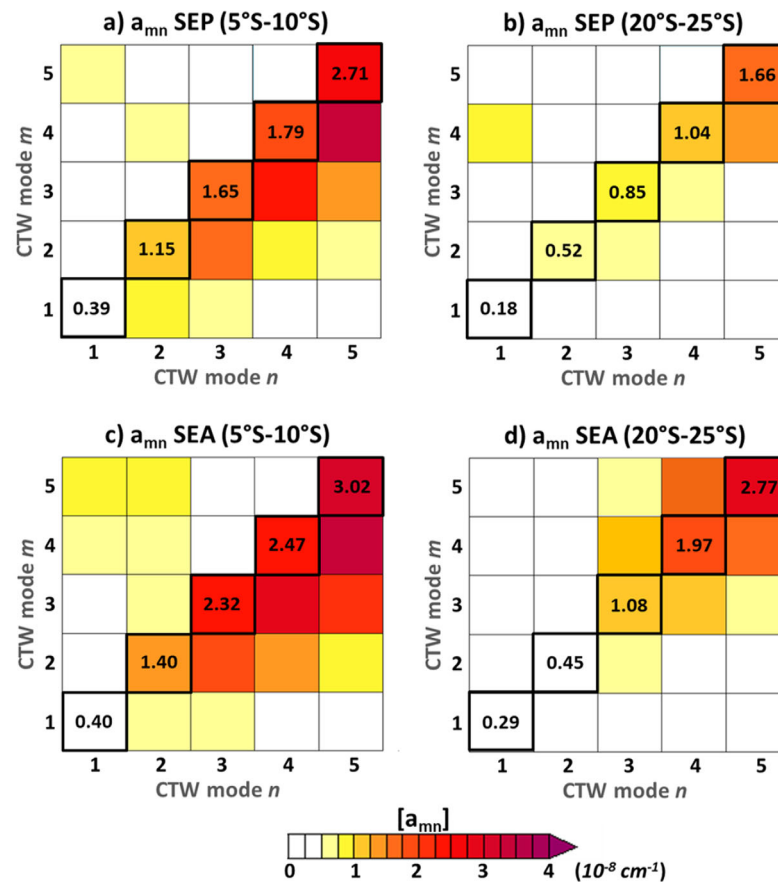 a) amn SEP (5°S-10°S)
5 2.71
4 1.79
3 1.65
2 1.15
1 0.39
1 2 3 4 5
CTW mode n
CTW mode m
b) amn SEP (20°S-25°S)
5 1.66
4 1.04
3 0.85
2 0.52
1 0.18
1 2 3 4 5
CTW mode n
CTW mode m
c) amn SEA (5°S-10°S)
5 3.02
4 2.47
3 2.32
2 1.40
1 0.40
1 2 3 4 5
CTW mode n
CTW mode m
d) amn SEA (20°S-25°S)
5 2.77
4 1.97
3 1.08
2 0.45
1 0.29
1 2 3 4 5
CTW mode n
CTW mode m
[amn]
0 1 2 3 4 (10-8 cm-1)